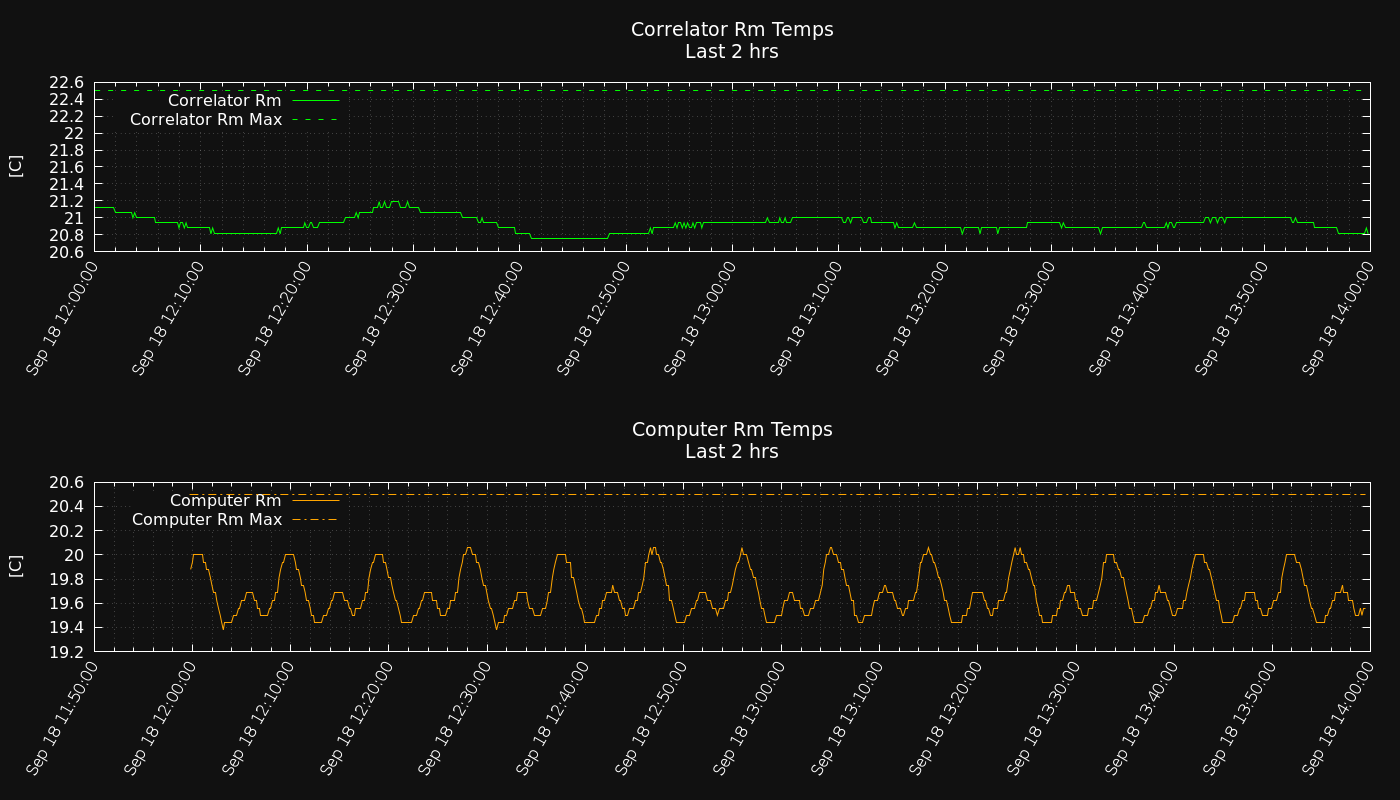 Correlator Rm Temps
Last 2 hrs
22.6
22.4
22.2
22
21.8
21.6
21.4
21.2
21
20.8
20.6
[C]
Correlator Rm
Correlator Rm Max
Sep 18 12:00:00
Sep 18 12:10:00
Sep 18 12:20:00
Sep 18 12:30:00
Sep 18 12:40:00
Sep 18 12:50:00
Sep 18 13:00:00
Sep 18 13:10:00
Sep 18 13:20:00
Sep 18 13:30:00
Sep 18 13:40:00
Sep 18 13:50:00
Sep 18 14:00:00
Computer Rm Temps
Last 2 hrs
20.6
20.4
20.2
20
19.8
19.6
19.4
19.2
[C]
Computer Rm
Computer Rm Max
Sep 18 11:50:00
Sep 18 12:00:00
Sep 18 12:10:00
Sep 18 12:20:00
Sep 18 12:30:00
Sep 18 12:40:00
Sep 18 12:50:00
Sep 18 13:00:00
Sep 18 13:10:00
Sep 18 13:20:00
Sep 18 13:30:00
Sep 18 13:40:00
Sep 18 13:50:00
Sep 18 14:00:00